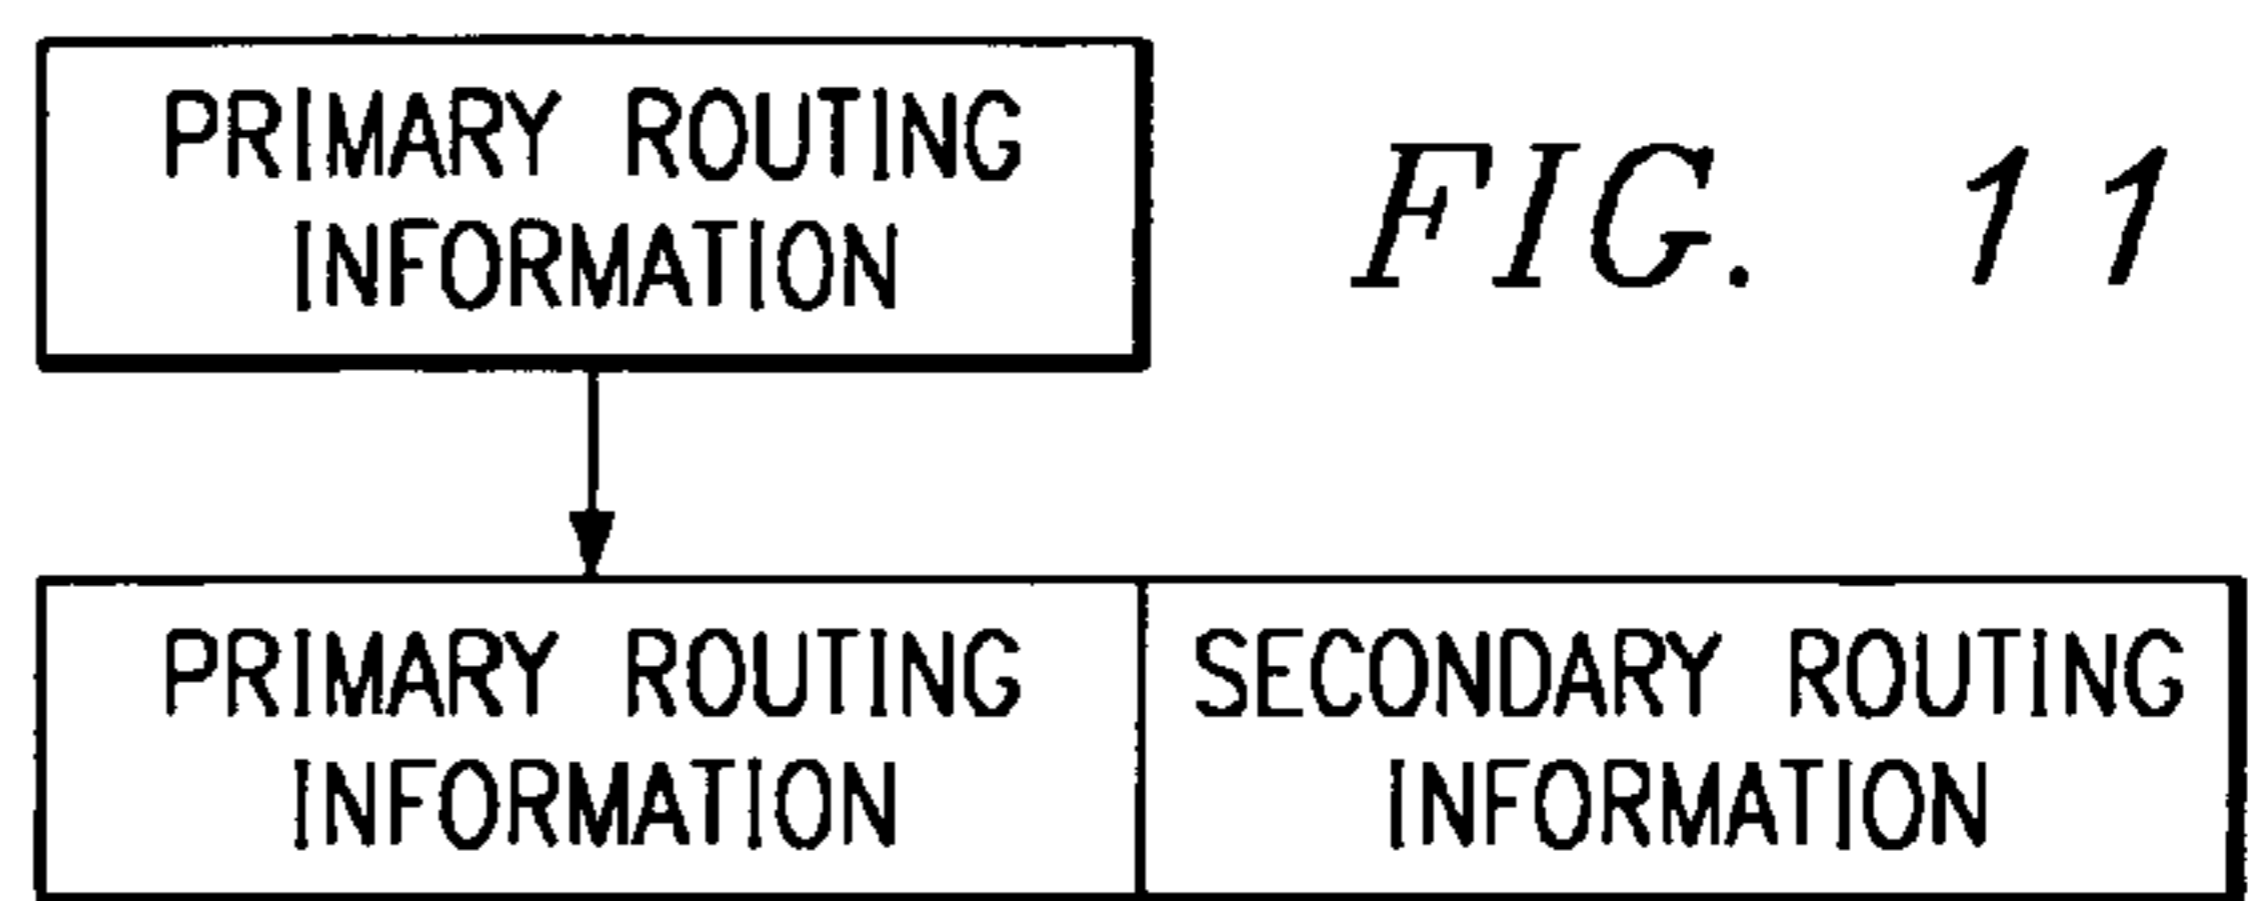 PRIMARY ROUTING
INFORMATION
FIG. 11
PRIMARY ROUTING
INFORMATION
SECONDARY ROUTING
INFORMATION